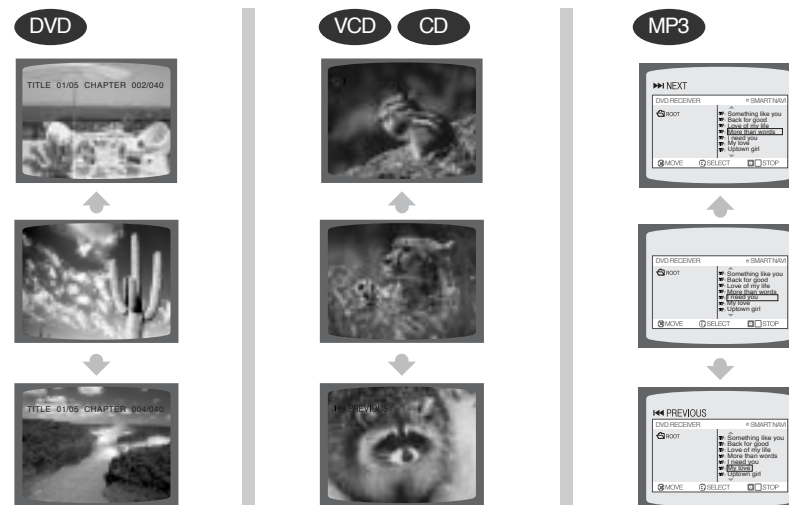 DVD
TITLE 01/05 CHAPTER 002/040
TITLE 01/05 CHAPTER 004/040
VCD CD
PREVIOUS
MP3
NEXT
DVD RECEIVER SMART NAVI
ROOT
Something like you
Back for good
Love of my life
More than words
I need you
My love
Uptown girl
MOVE SELECT STOP
DVD RECEIVER SMART NAVI
ROOT
Something like you
Back for good
Love of my life
More than words
I need you
My love
Uptown girl
MOVE SELECT STOP
PREVIOUS
DVD RECEIVER SMART NAVI
ROOT
Something like you
Back for good
Love of my life
More than words
I need you
My love
Uptown girl
MOVE SELECT STOP